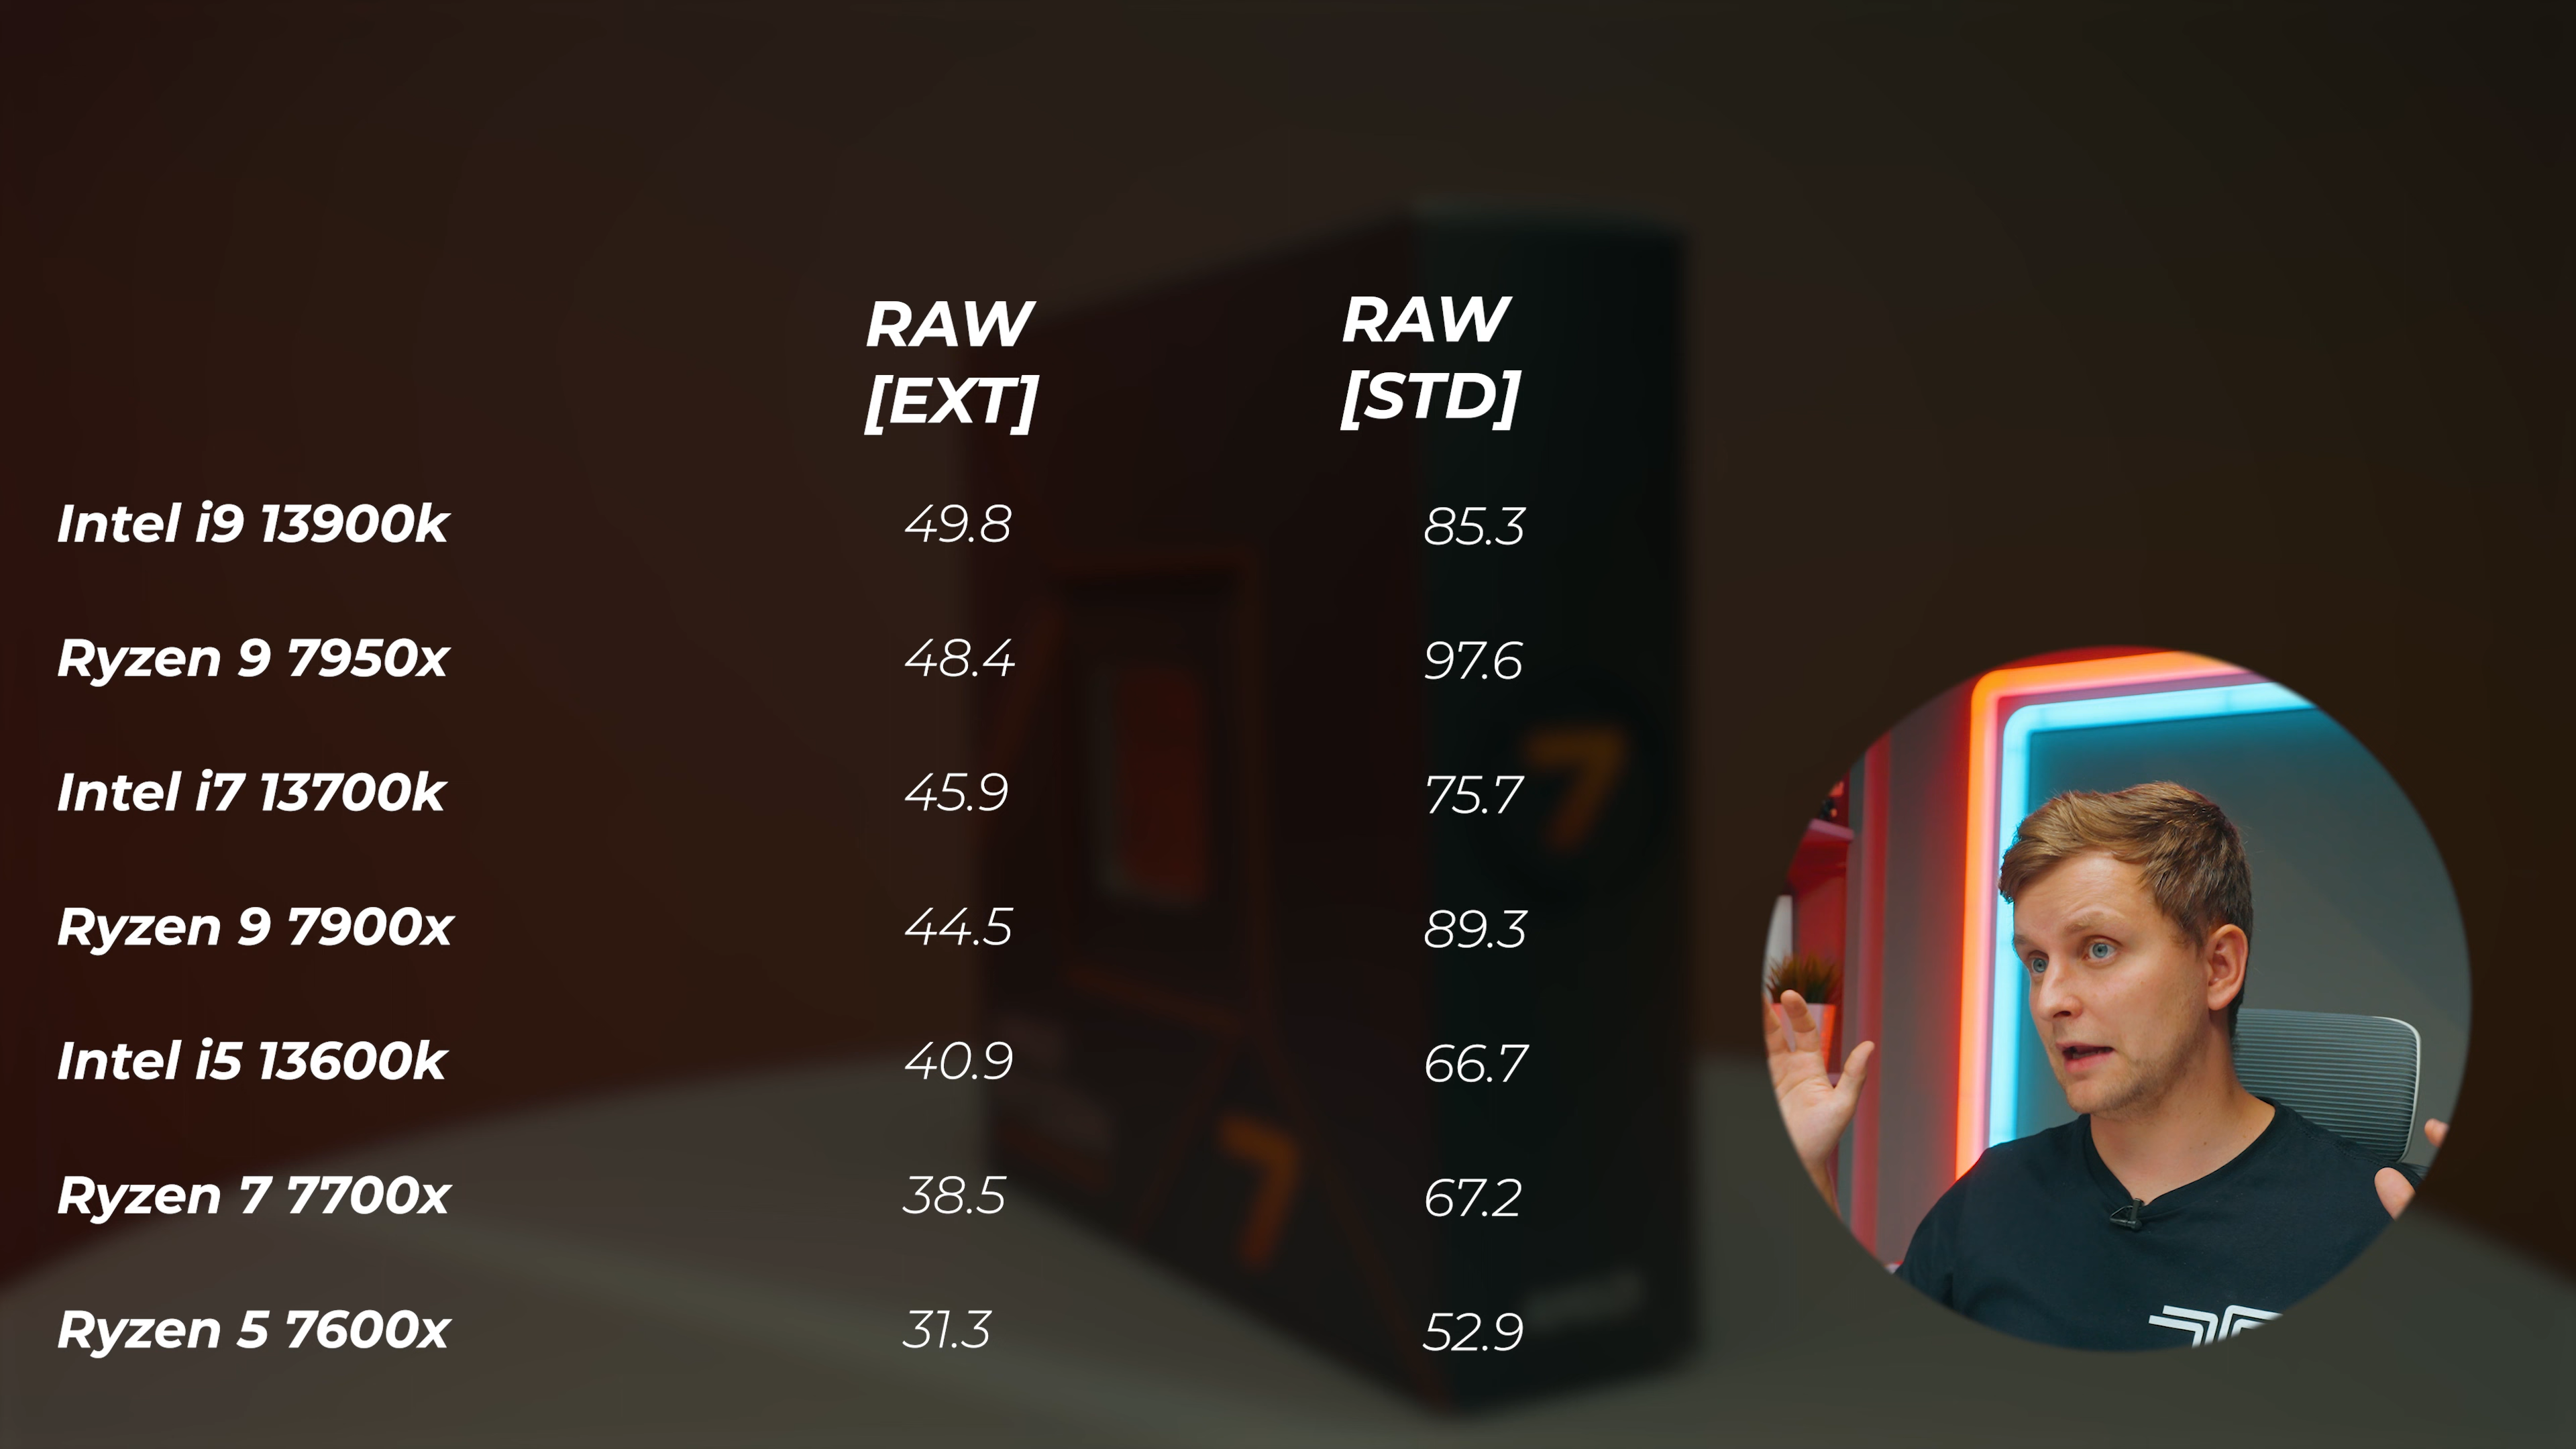 RAW [EXT]
RAW [STD]
Intel i9 13900k 49.8 85.3
Ryzen 9 7950x 48.4 97.6
Intel i7 13700k 45.9 75.7
Ryzen 9 7900x 44.5 89.3
Intel i5 13600k 40.9 66.7
Ryzen 7 7700x 38.5 67.2
Ryzen 5 7600x 31.3 52.9
7
7